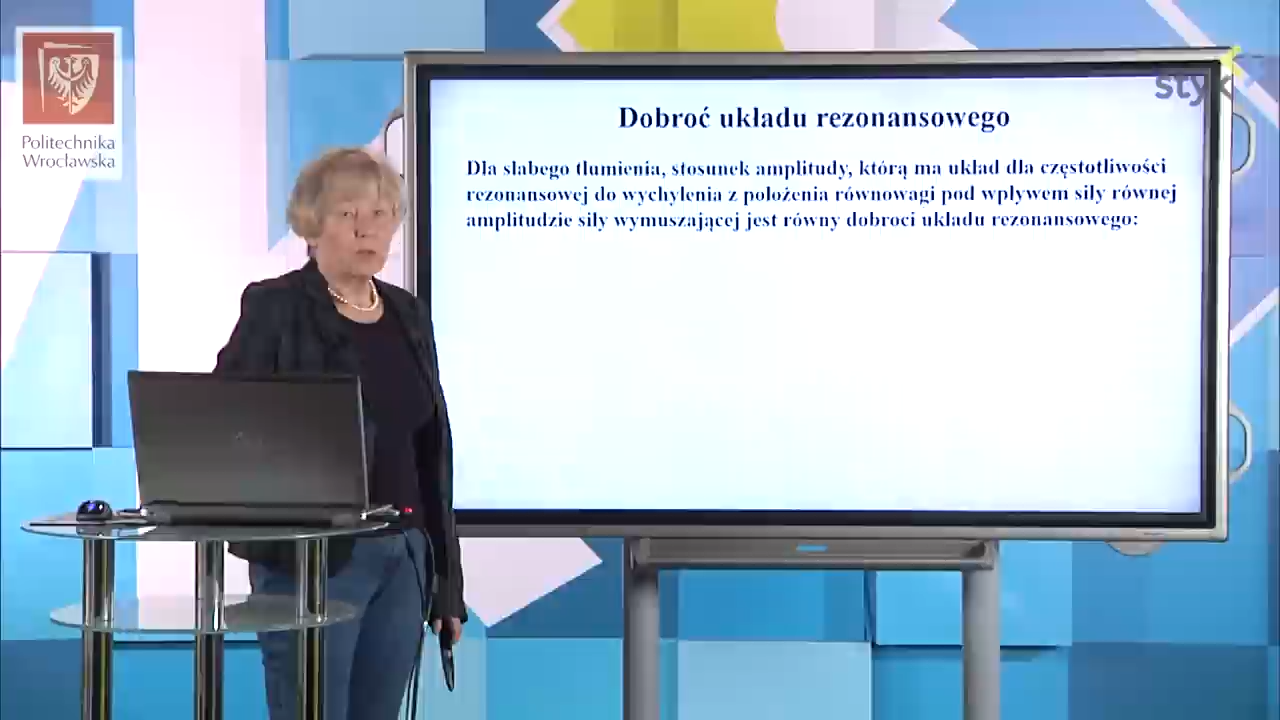 Politechnika
Wrocławska
styk
Dobroć układu rezonansowego
Dla słabego tłumienia, stosunek amplitudy, którą ma układ dla częstotliwości
rezonansowej do wychylenia z położenia równowagi pod wpływem siły równej
amplitudzie siły wymuszającej jest równy dobroci układu rezonansowego: